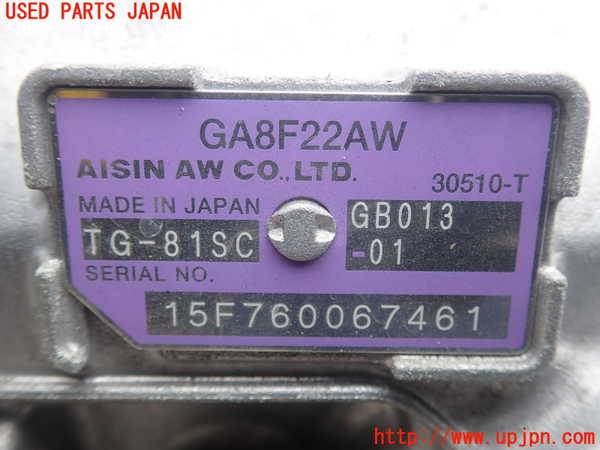 USED PARTS JAPAN
GA8F22AW
AISIN AW CO.,LTD.
30510-T
MADE IN JAPAN
GB013
TG-81SC
-01
SERIAL NO.
15F760067461
http://www.upjpn.com/